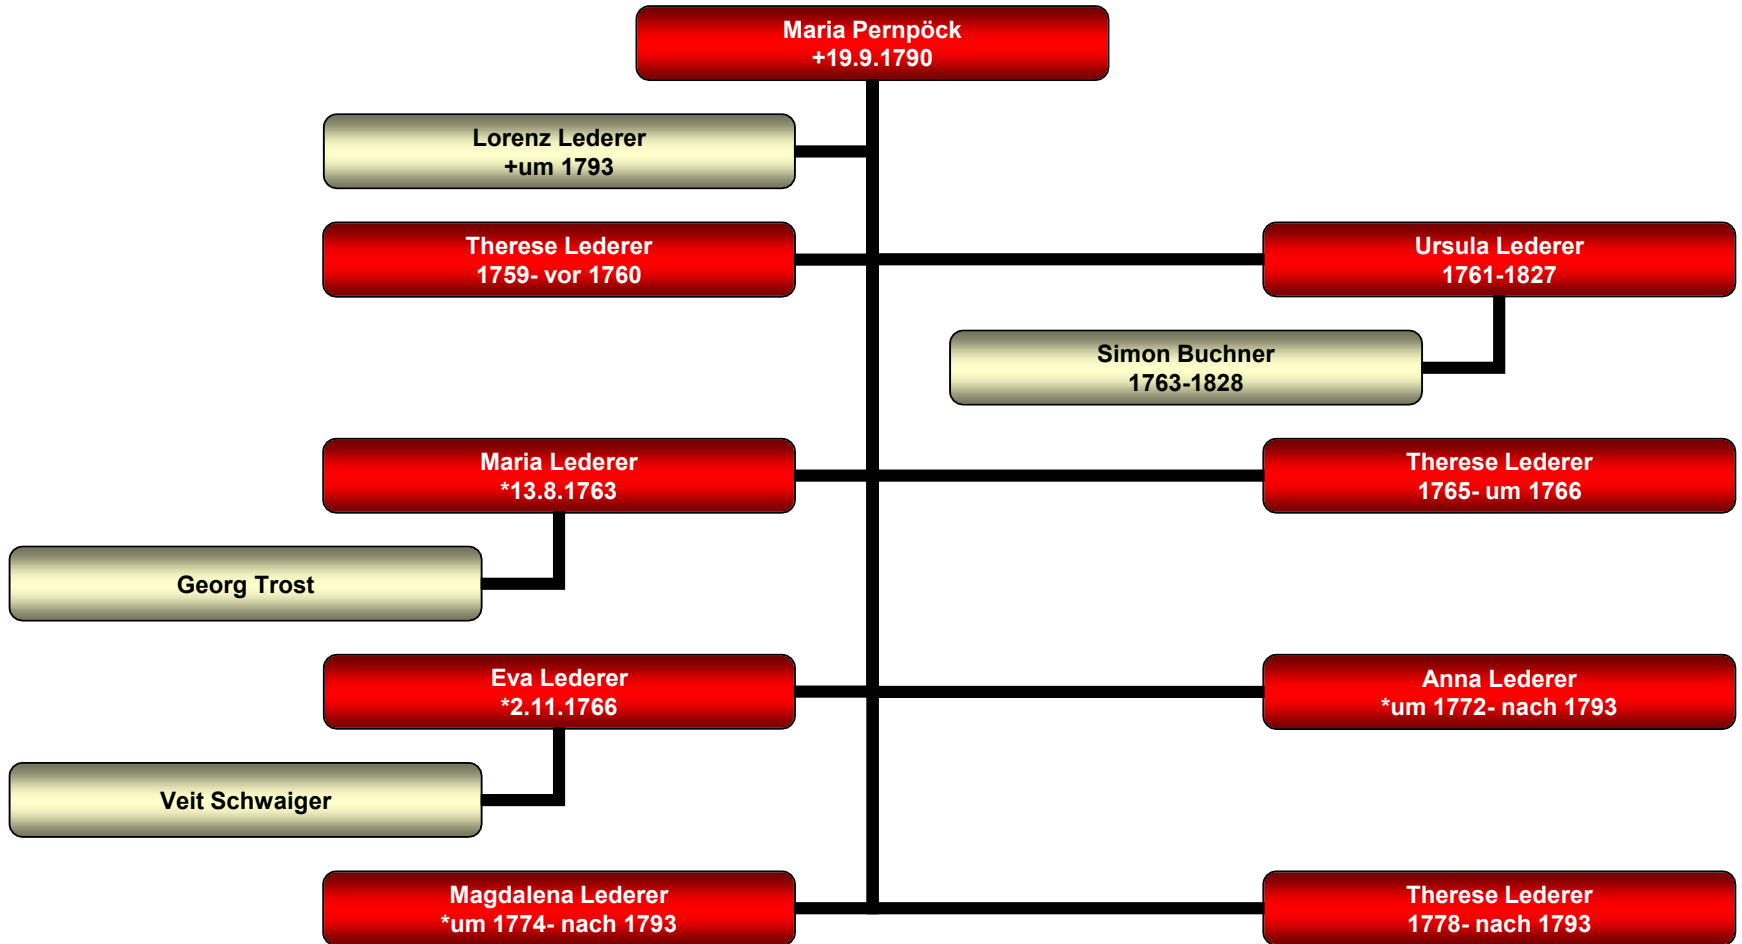 Maria Pernpöck
+19.9.1790
Lorenz Lederer
+um 1793
Therese Lederer
1759- vor 1760
Ursula Lederer
1761-1827
Simon Buchner
1763-1828
Maria Lederer
*13.8.1763
Therese Lederer
1765- um 1766
Georg Trost
Eva Lederer
*2.11.1766
Anna Lederer
*um 1772- nach 1793
Veit Schwaiger
Magdalena Lederer
*um 1774- nach 1793
Therese Lederer
1778- nach 1793